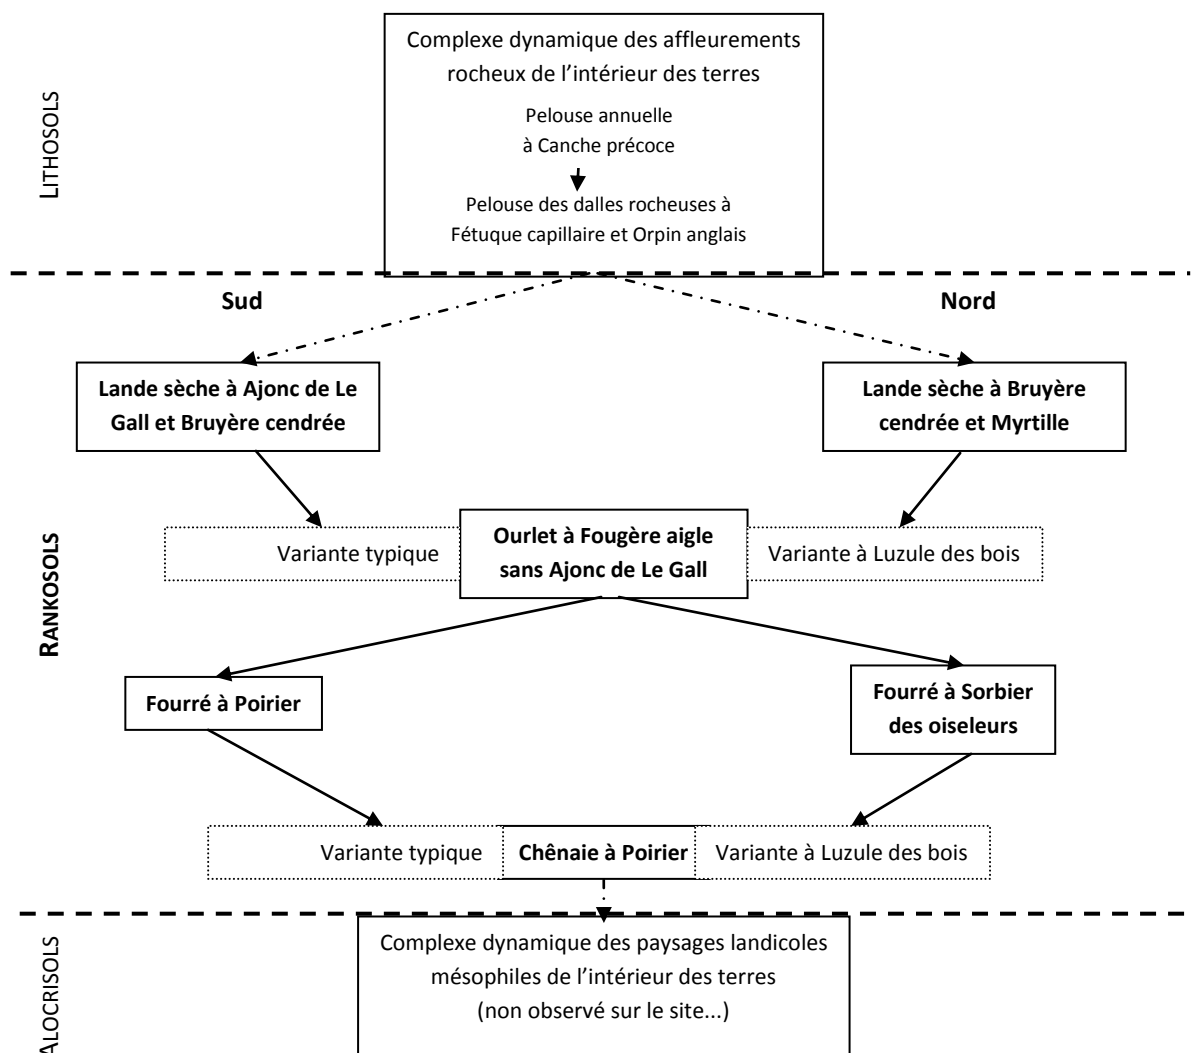 Complexe dynamique des affleurements
rocheux de l’intérieur des terres
Pelouse annuelle
à Canche précoce
Pelouse des dalles rocheuses à
Fétuque capillaire et Orpin anglais
LITHOSOLS
Sud
Nord
Lande sèche à Ajonc de Le
Gall et Bruyère cendrée
Lande sèche à Bruyère
cendrée et Myrtille
RANKOSOLS
Variante typique
Ourlet à Fougère aigle
sans Ajonc de Le Gall
Variante à Luzule des bois
Fourré à Poirier
Fourré à Sorbier
des oiseleurs
Variante typique
Chênaie à Poirier
Variante à Luzule des bois
ALOCRISOLS
Complexe dynamique des paysages landicoles
mésophiles de l’intérieur des terres
(non observé sur le site...)